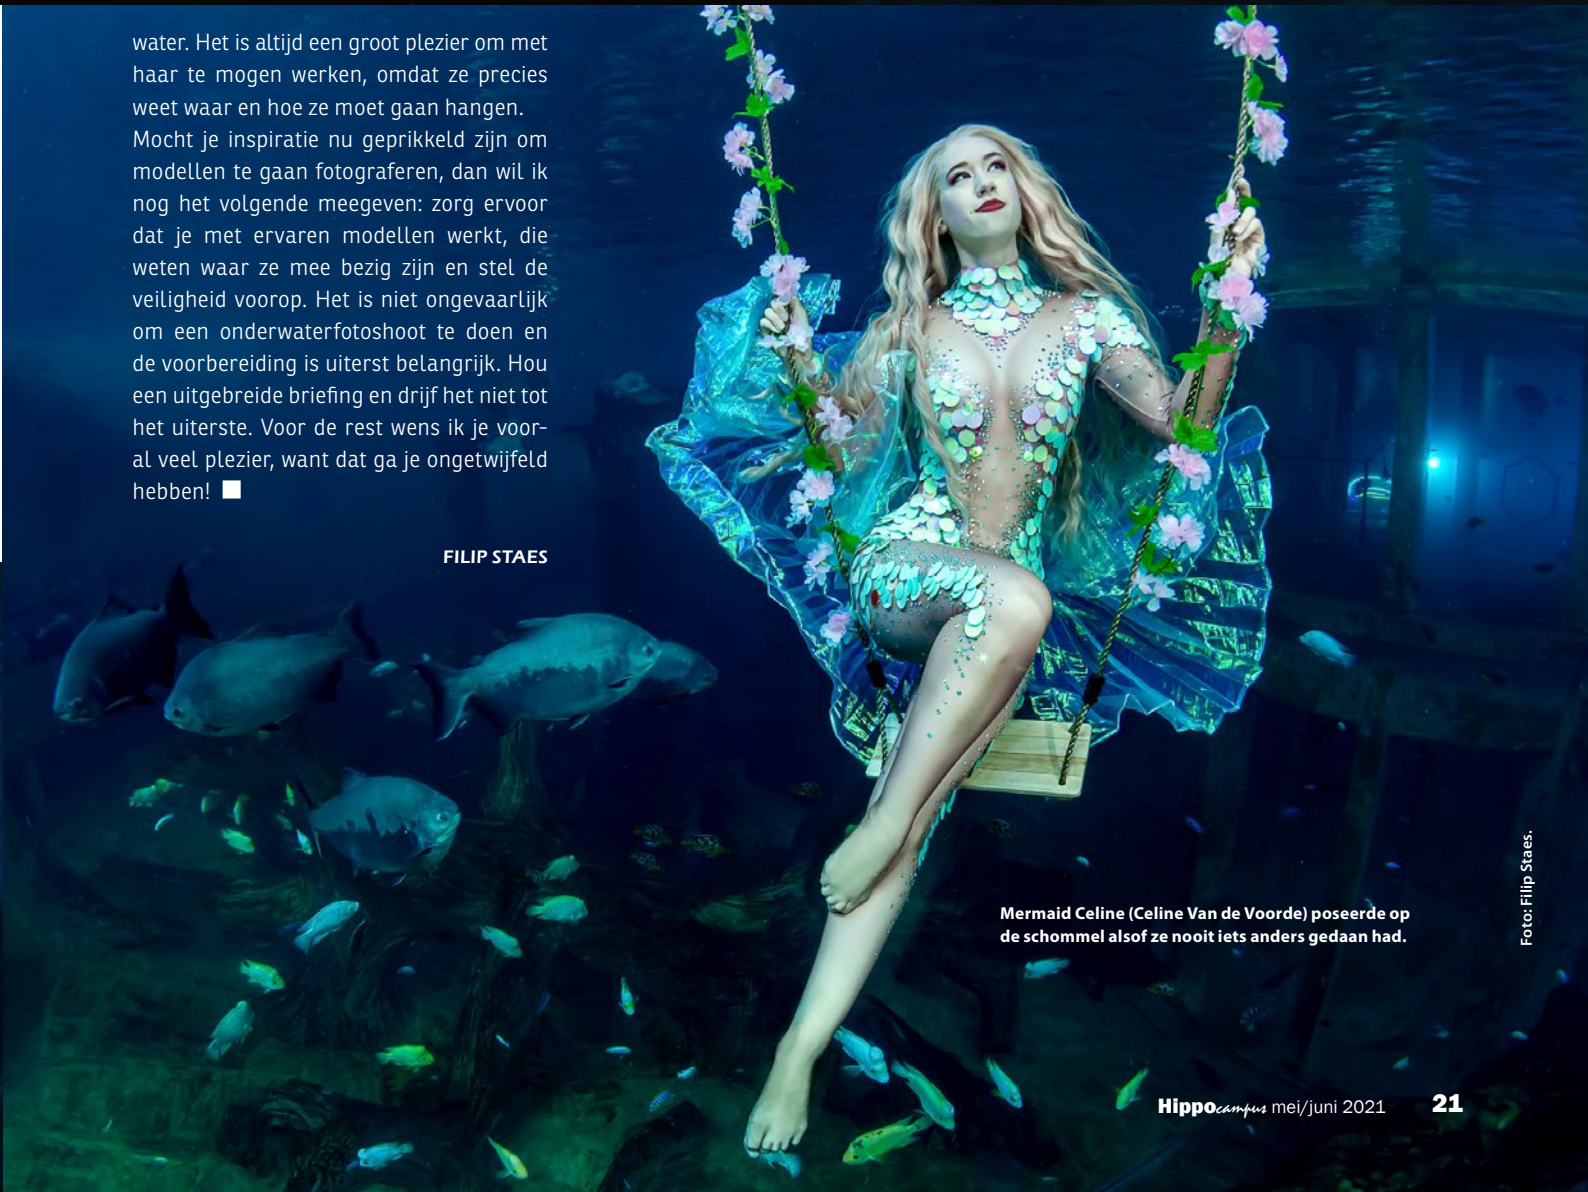 water. Het is altijd een groot plezier om met
haar te mogen werken, omdat ze precies
weet waar en hoe ze moet gaan hangen.
Mocht je inspiratie nu geprikkeld zijn om
modellen te gaan fotograferen, dan wil ik
nog het volgende meegeven: zorg ervoor
dat je met ervaren modellen werkt, die
weten waar ze mee bezig zijn en stel de
veiligheid voorop. Het is niet ongevaarlijk
om een onderwaterfotoshoot te doen en
de voorbereiding is uiterst belangrijk. Hou
een uitgebreide briefing en drijf het niet tot
het uiterste. Voor de rest wens ik je voor-
al veel plezier, want dat ga je ongetwijfeld
hebben!
FILIP STAES
Mermaid Celine (Celine Van de Voorde) poseerde op
de schommel alsof ze nooit iets anders gedaan had.
Foto: Filip Staes.
Hippocampus mei/juni 2021 21